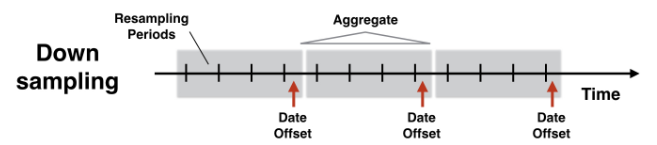 Resampling
Periods
Aggregate
Down
sampling
Time
Date
Offset
Date
Offset
Date
Offset